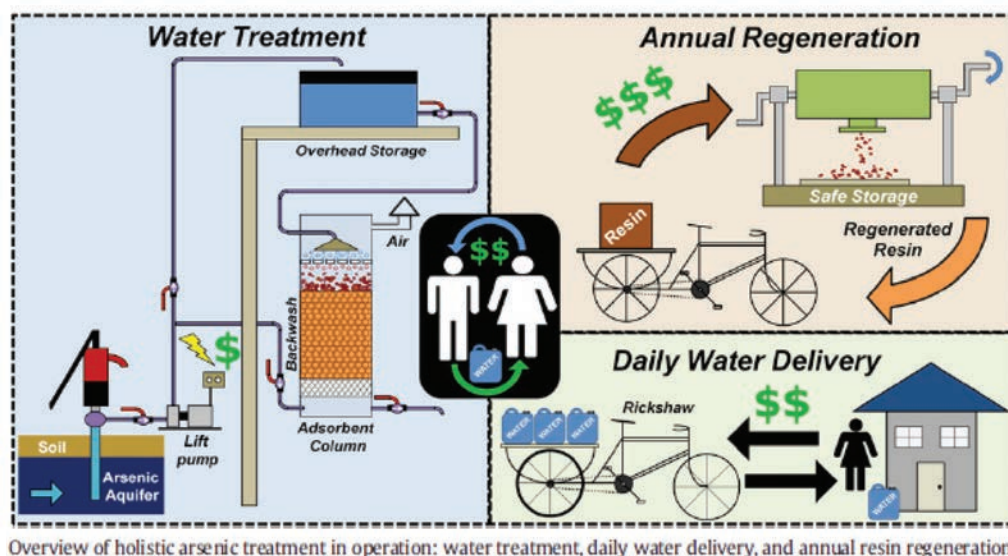 Water Treatment
Overhead Storage
Air
Backwash
$
Lift
pump
Adsorbent
Column
Soil
Arsenic
Aquifer
$$
WATER
Annual Regeneration
$$$
Resin
Safe Storage
Regenerated
Resin
Daily Water Delivery
WATER WATER WATER
Rickshaw
$$
WATER
Overview of holistic arsenic treatment in operation: water treatment, daily water delivery, and annual resin regeneration